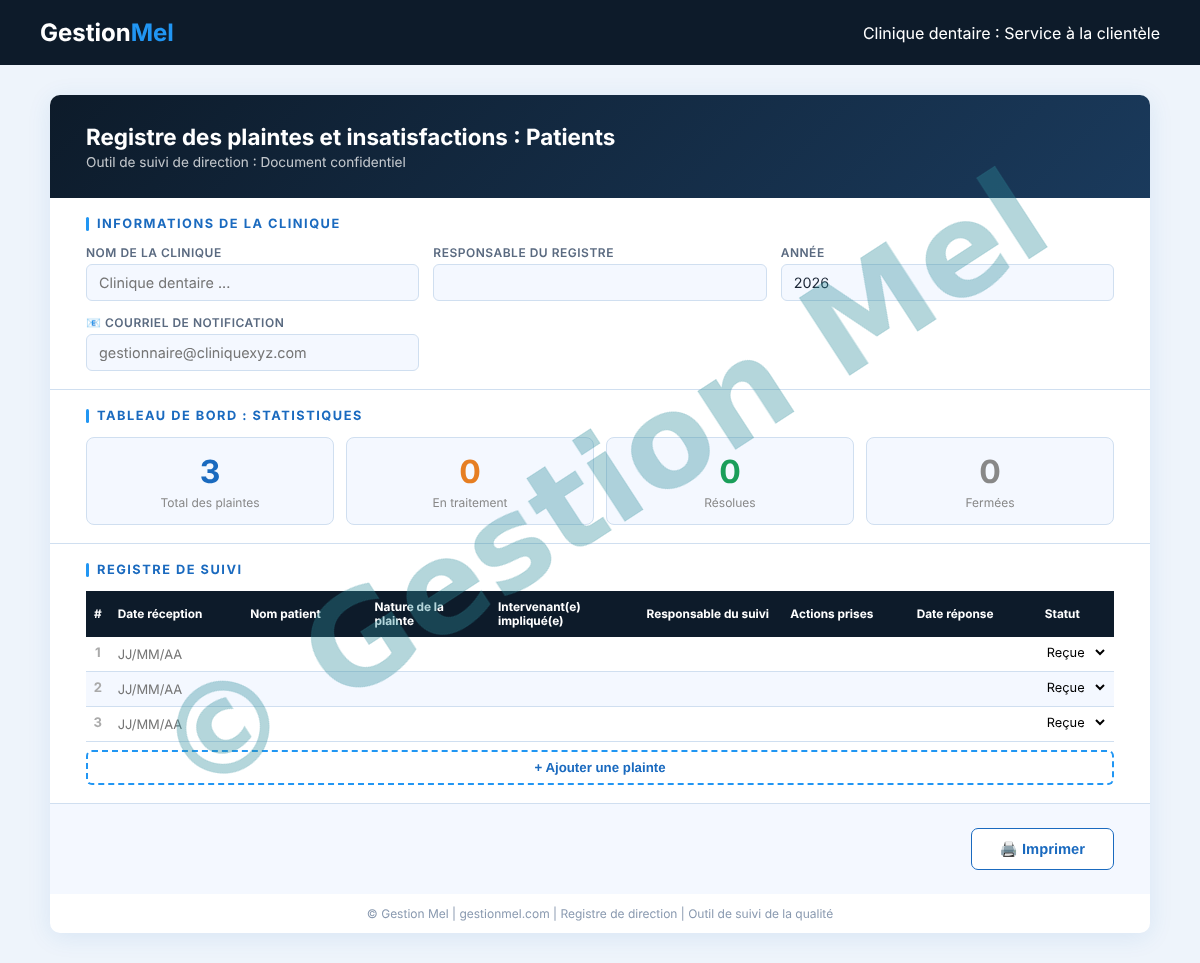 GestionMel
Clinique dentaire : Service à la clientèle
Registre des plaintes et insatisfactions : Patients
Outil de suivi de direction : Document confidentiel
INFORMATIONS DE LA CLINIQUE
NOM DE LA CLINIQUE RESPONSABLE DU REGISTRE ANNÉE
Clinique dentaire ... 2026
COURRIEL DE NOTIFICATION
gestionnaire@cliniquexyz.com
TABLEAU DE BORD : STATISTIQUES
3 0 0 0
Total des plaintes En traitement Résolues Fermées
REGISTRE DE SUIVI
# Date réception Nom patient Nature de la plainte Intervenant(e) impliqué(e) Responsable du suivi Actions prises Date réponse Statut
1 JJ/MM/AA Reçue
2 JJ/MM/AA Reçue
3 JJ/MM/AA Reçue
+ Ajouter une plainte
Imprimer
© Gestion Mel | gestionmel.com | Registre de direction | Outil de suivi de la qualité
© Gestion Mel